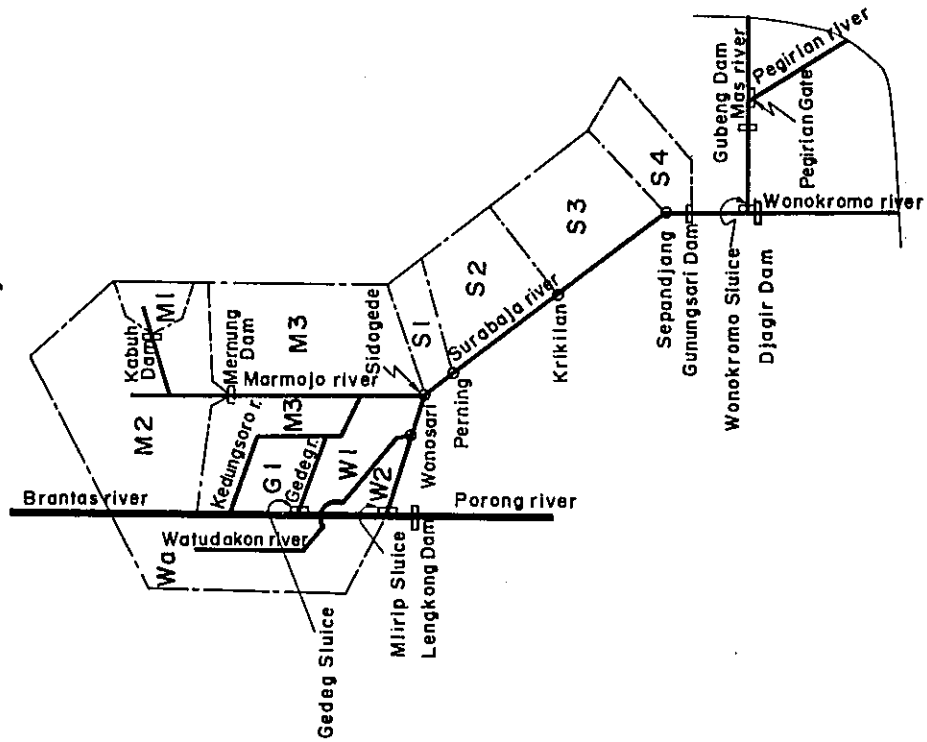 M1
Kabuh
Dam
M2
Mernung
Dam
M3
Marmojo river
Sidogede
Kedungsoro r.
M3
G1
Gedeg r.
W1
W2
Brantas river
Porong river
Watudakon river
Wa
Gedeg Sluice
Mlirip Sluice
Lengkong Dam
Wonosari
Perning
S1
S2
Surabaja river
Krikilan
S3
S4
Sepandjang
Gunungsari Dam
Wonokromo Sluice
Djagir Dam
Wonokromo river
Gubeng Dam
Mas river
Pegirian river
Pegirian Gate